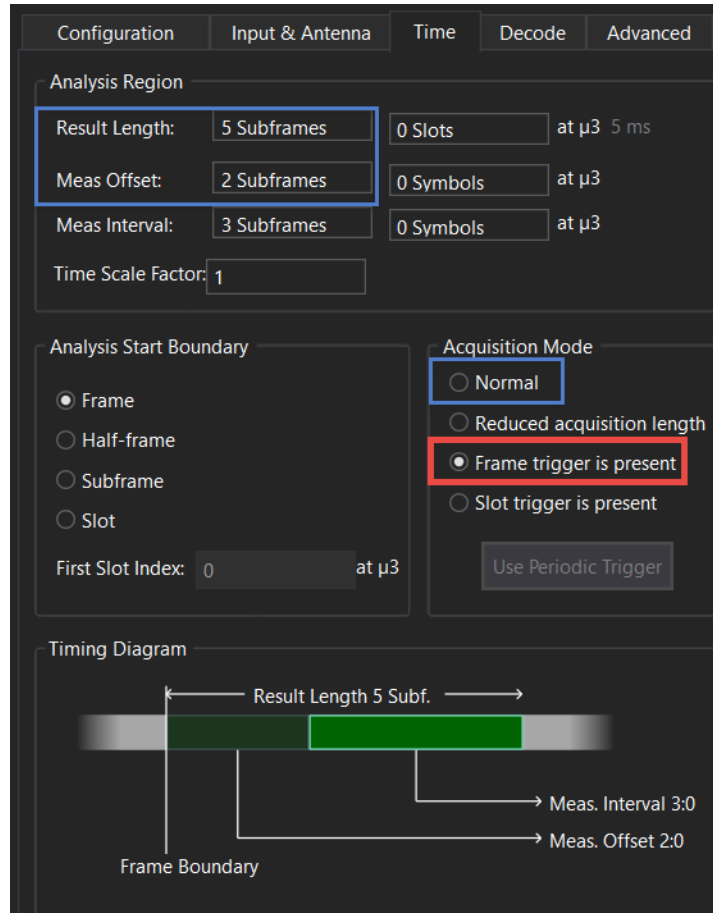 Configuration Input & Antenna Time Decode Advanced
Analysis Region
Result Length: 5 Subframes 0 Slots at µ3 5 ms
Meas Offset: 2 Subframes 0 Symbols at µ3
Meas Interval: 3 Subframes 0 Symbols at µ3
Time Scale Factor: 1
Analysis Start Boundary
Frame
Half-frame
Subframe
Slot
First Slot Index: 0 at µ3
Acquisition Mode
Normal
Reduced acquisition length
Frame trigger is present
Slot trigger is present
Use Periodic Trigger
Timing Diagram
Result Length 5 Subf.
Meas. Interval 3:0
Meas. Offset 2:0
Frame Boundary